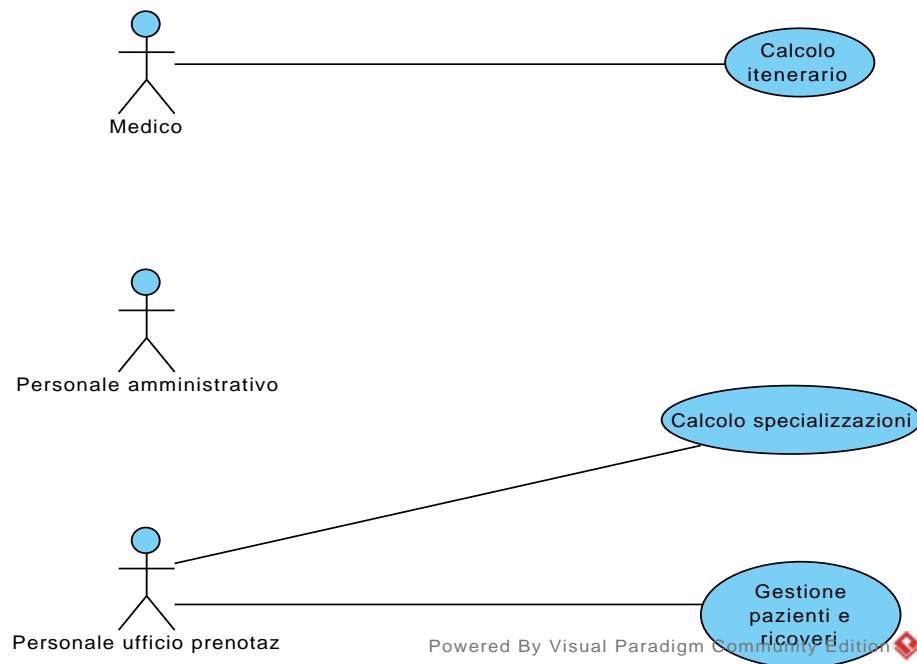 Calcolo
itenerario
Medico
Personale amministrativo
Calcolo specializzazioni
Gestione
pazienti e
ricoveri
Personale ufficio prenotaz
Powered By Visual Paradigm Community Edition